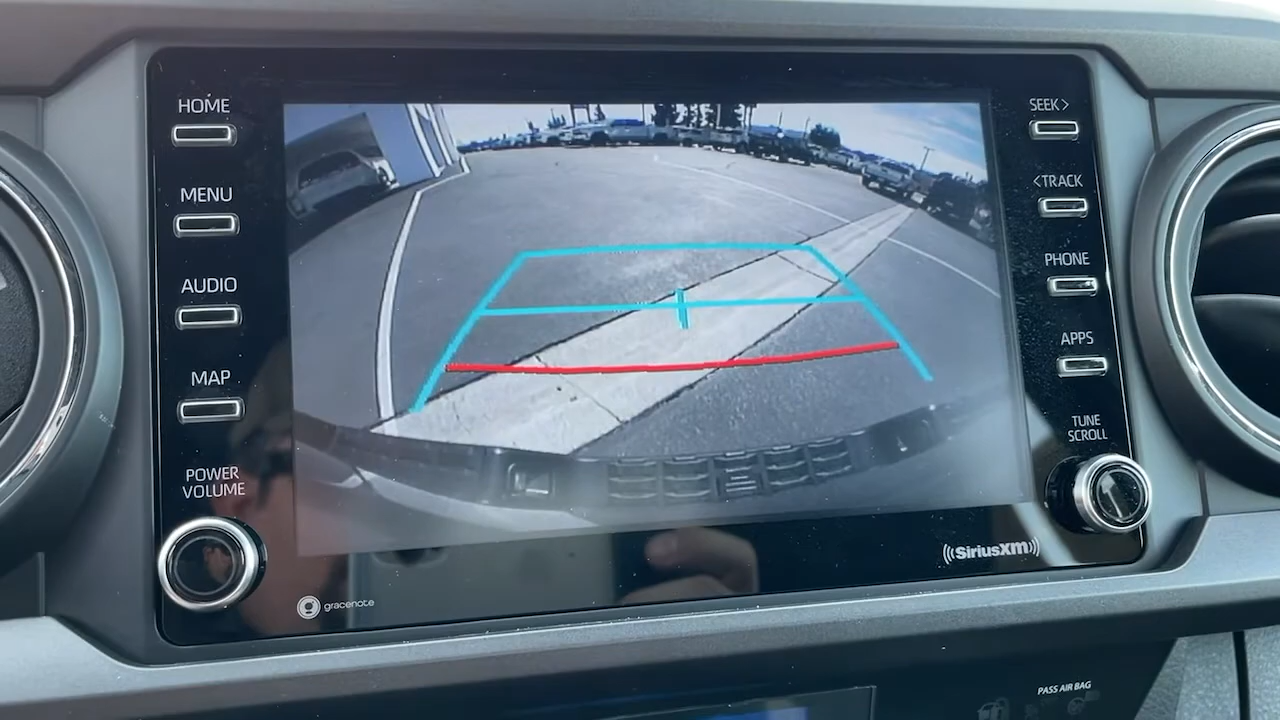 HOME
MENU
AUDIO
MAP
POWER
VOLUME
gracenote
SEEK>
<TRACK
PHONE
APPS
TUNE
SCROLL
((SiriusXM))
PASS AIR BAG